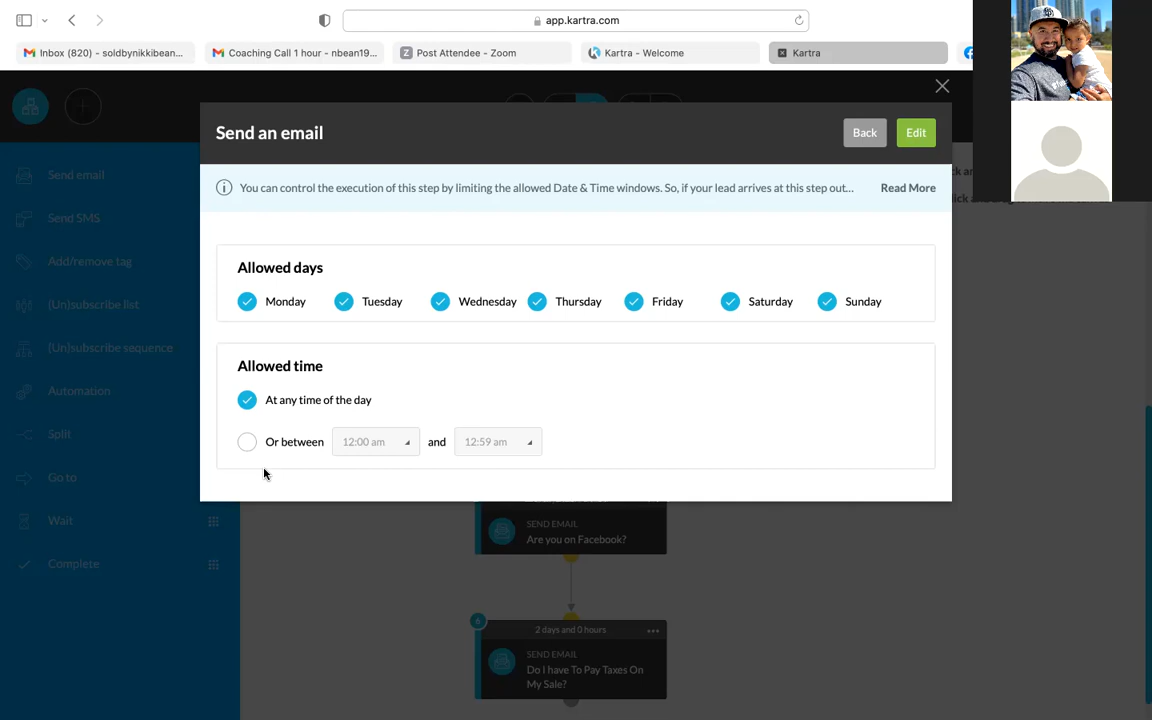 app.kartra.com
Inbox (820) - soldbynikkibean...
Coaching Call 1 hour - nbean19...
Z Post Attendee - Zoom
Kartra - Welcome
Kartra
Send an email
Back
Edit
You can control the execution of this step by limiting the allowed Date & Time windows. So, if your lead arrives at this step out...
Read More
Send email
Send SMS
Add/remove tag
(Un)subscribe list
(Un)subscribe sequence
Automation
Split
Go to
Wait
Complete
Allowed days
Monday Tuesday Wednesday Thursday Friday Saturday Sunday
Allowed time
At any time of the day
Or between 12:00 am and 12:59 am
SEND EMAIL
Are you on Facebook?
6
2 days and 0 hours
SEND EMAIL
Do I have To Pay Taxes On
My Sale?